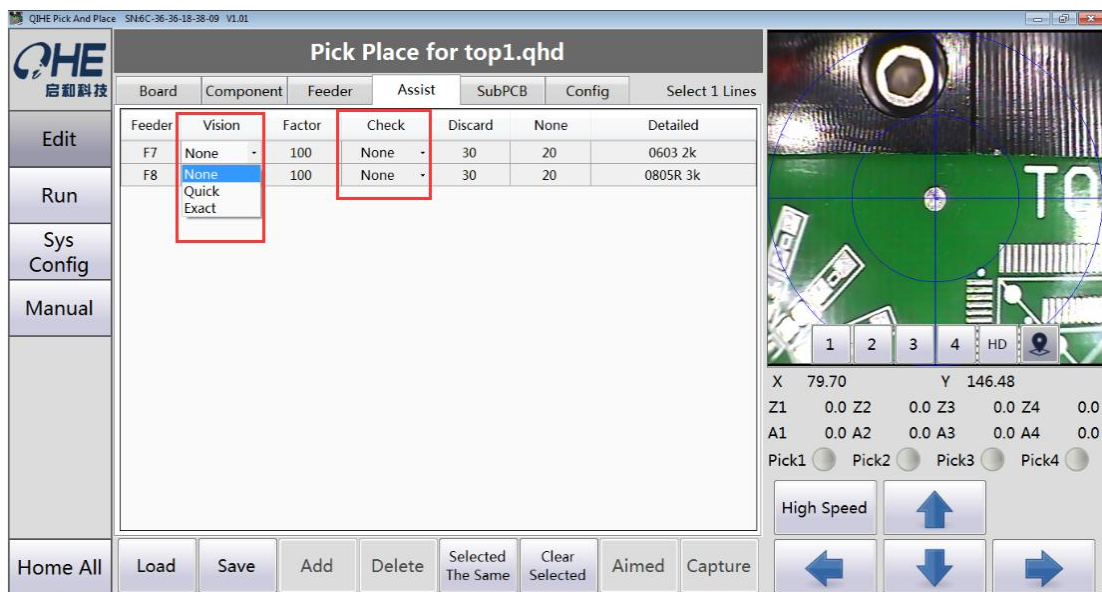 QIHE Pick And Place SN:6C-36-36-18-38-09 V1.01
QiHE
启和科技
Pick Place for top1.qhd
Board Component Feeder Assist SubPCB Config Select 1 Lines
Feeder Vision Factor Check Discard None Detailed
F7 None 100 None 30 20 0603 2k
F8 None 100 None 30 20 0805R 3k
Quick
Exact
Edit
Run
Sys
Config
Manual
Home All
Load Save Add Delete Selected The Same Clear Selected Aimed Capture
TO
1 2 3 4 HD
X 79.70 Y 146.48
Z1 0.0 Z2 0.0 Z3 0.0 Z4 0.0
A1 0.0 A2 0.0 A3 0.0 A4 0.0
Pick1 Pick2 Pick3 Pick4
High Speed